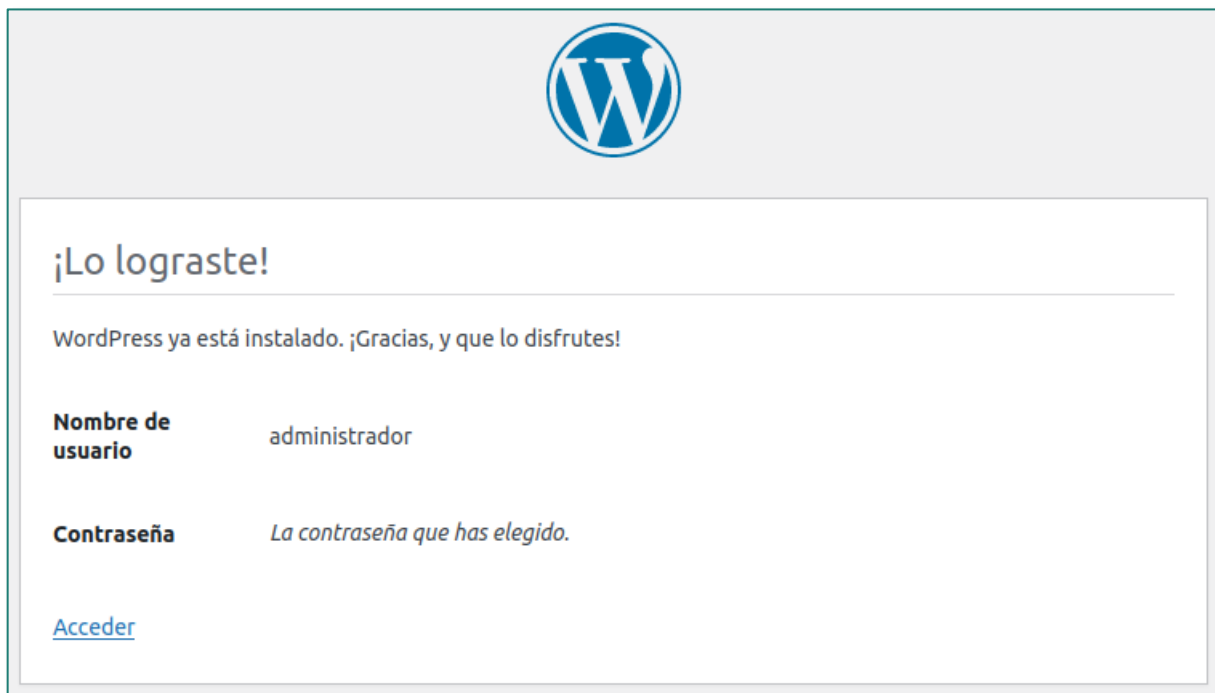 ¡Lo lograste!
WordPress ya está instalado. ¡Gracias, y que lo disfrutes!
Nombre de
usuario
administrador
Contraseña
La contraseña que has elegido.
Acceder